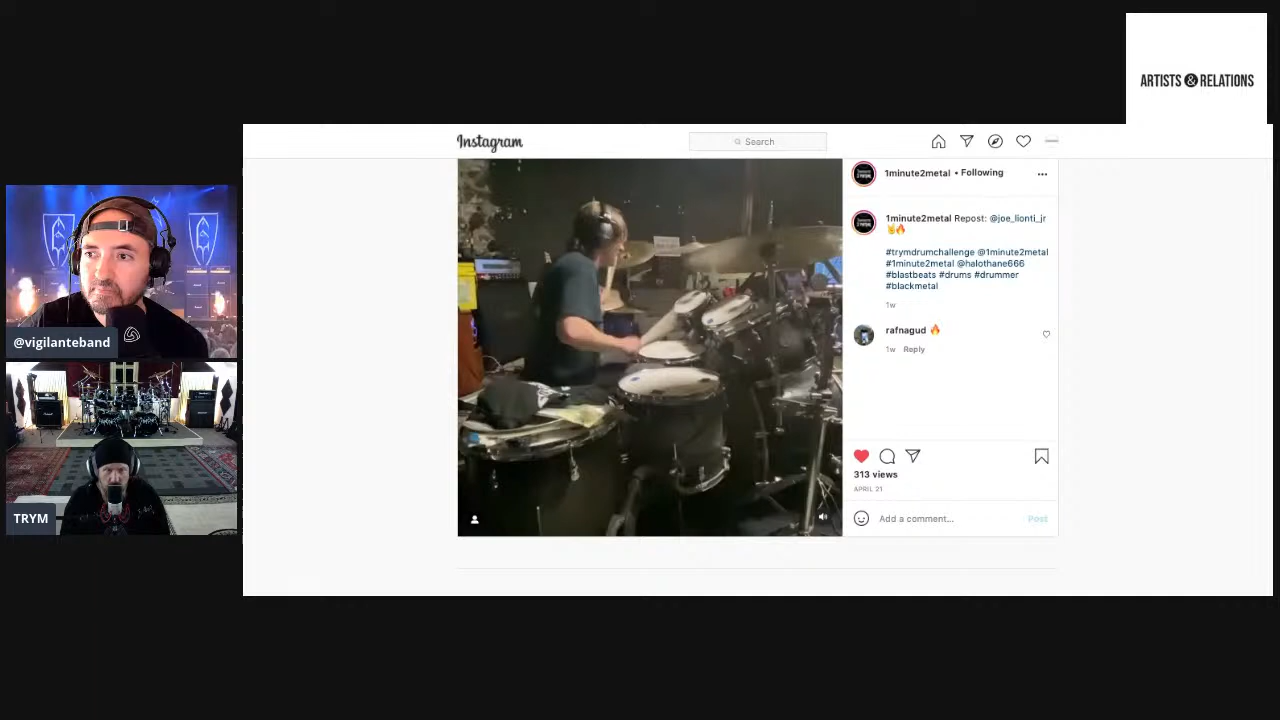 ARTISTS & RELATIONS
Instagram
Search
1minute2metal • Following
1minute2metal Repost: @joe_lionti_jr
🤘🔥
#trymdrumchallenge @1minute2metal
#1minute2metal @halothane666
#blastbeats #drums #drummer
#blackmetal
1w
rafnagud 🔥
1w Reply
313 views
APRIL 21
Add a comment...
Post
@vigilanteband
TRYM